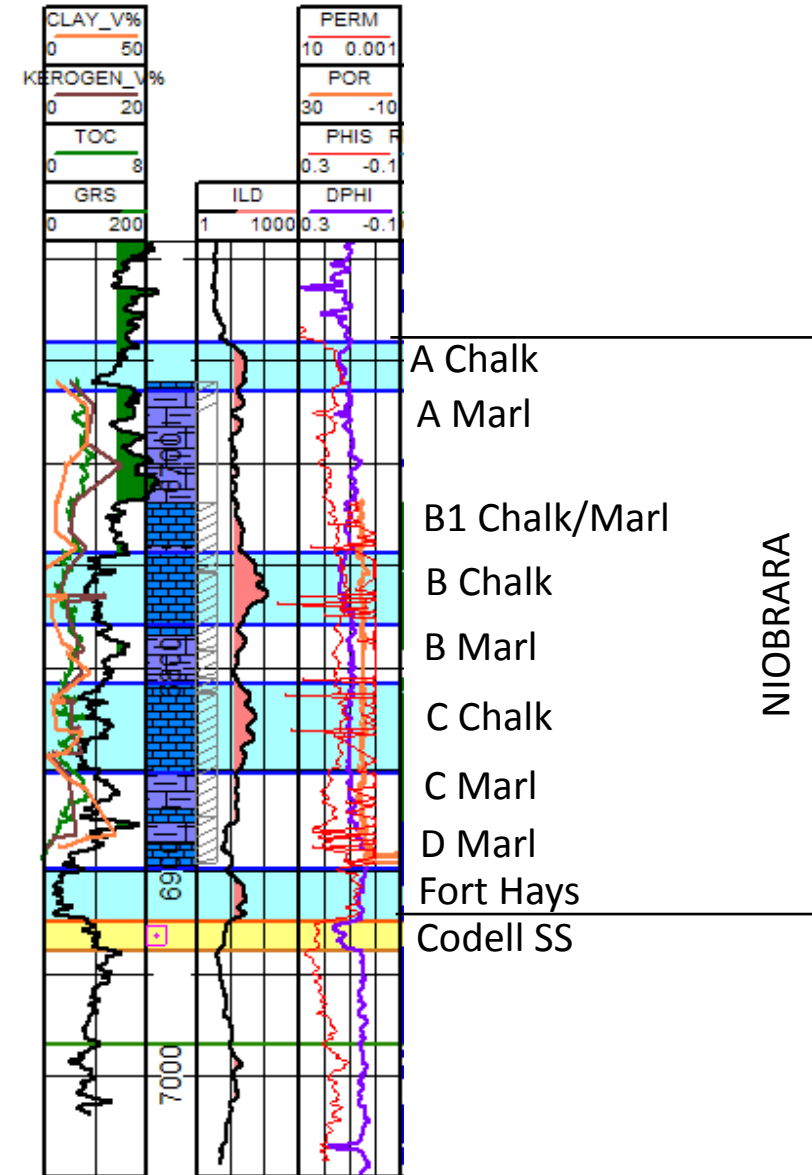 CLAY_V%
0 50
KEROGEN_V%
0 20
TOC
0 8
GRS
0 200
ILD
1 1000
PERM
10 0.001
POR
30 -10
PHIS R
0.3 -0.1
DPHI
0.3 -0.1
A Chalk
A Marl
6700
B1 Chalk/Marl
B Chalk
B Marl
6800
C Chalk
C Marl
D Marl
Fort Hays
Codell SS
7000
NIOBRARA